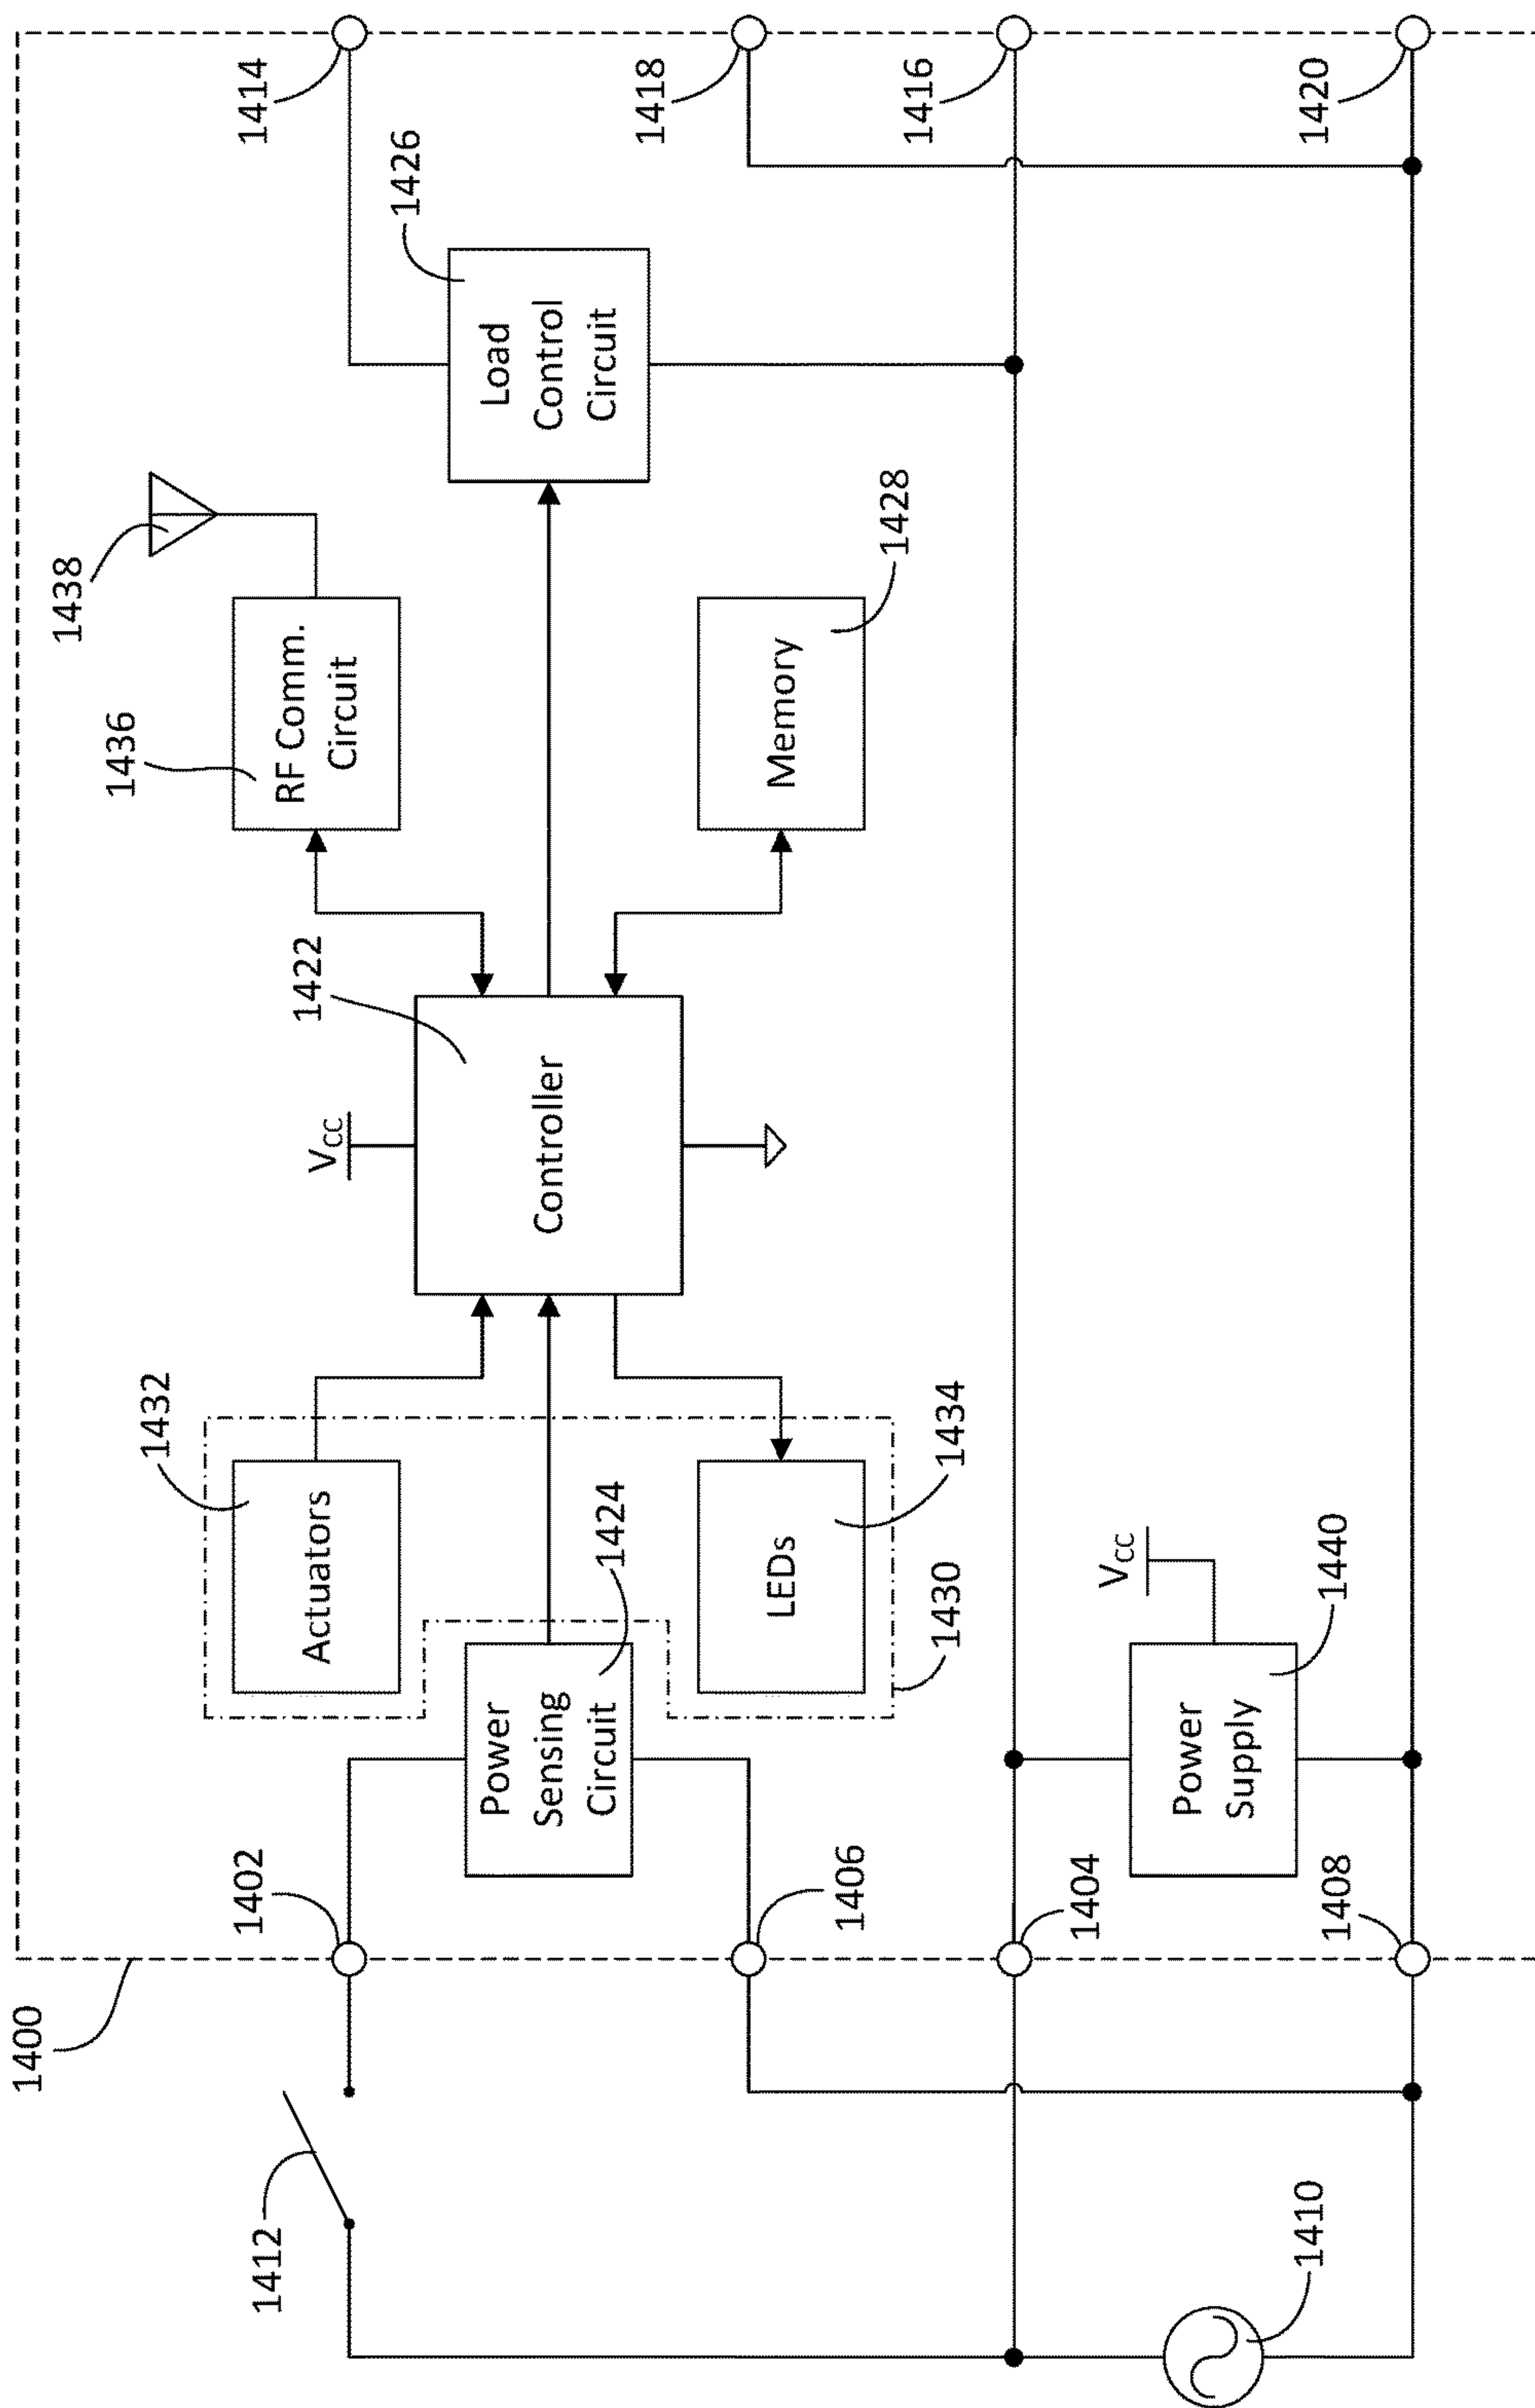 1400
1412
1410
1402
1406
1404
1408
Power
Sensing
Circuit
1424
Actuators
1432
LEDs
1434
1430
Power
Supply
1440
VCC
VCC
Controller
1422
RF Comm.
Circuit
1436
1438
Memory
1428
Load
Control
Circuit
1426
1414
1418
1416
1420